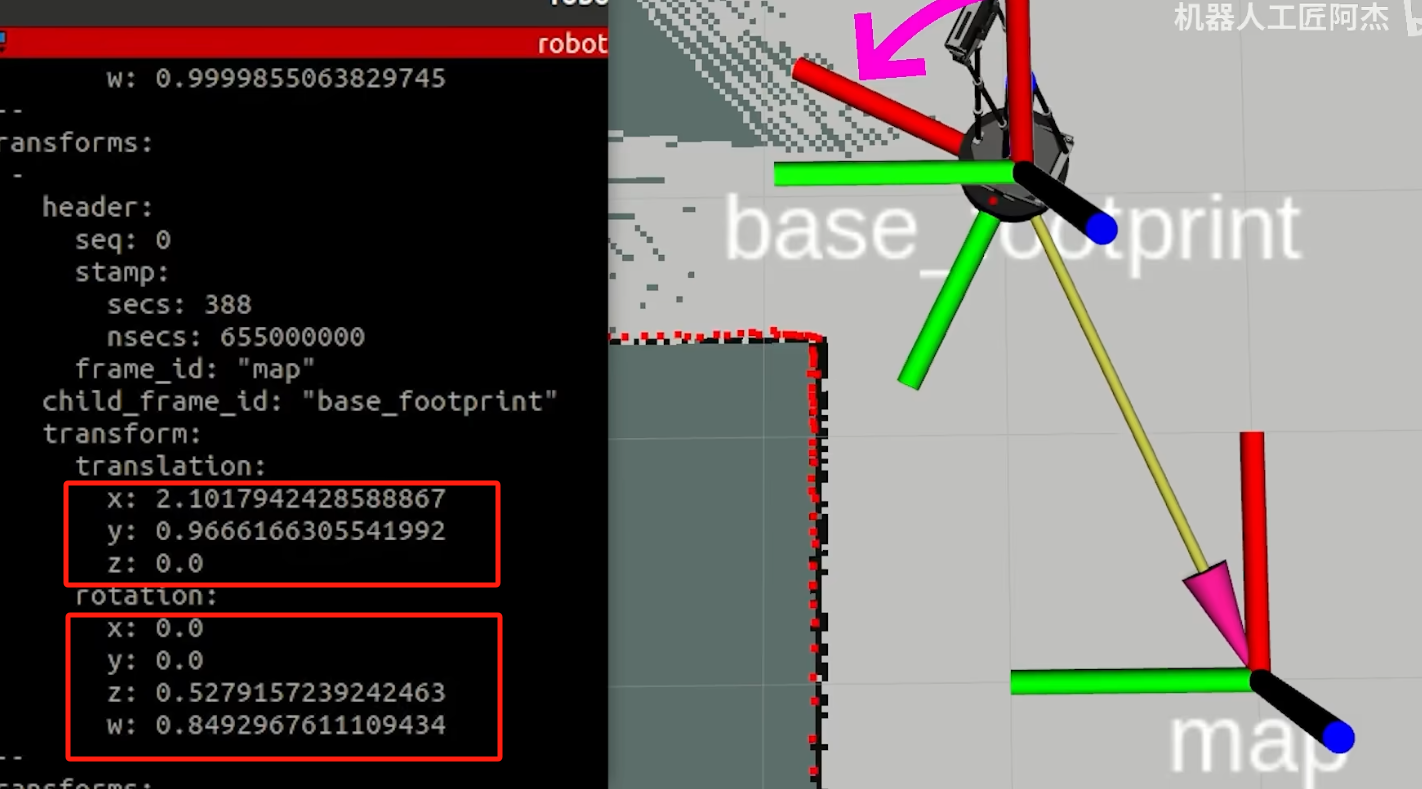 robot
w: 0.9999855063829745
--
ransforms:
-
header:
seq: 0
stamp:
secs: 388
nsecs: 655000000
frame_id: "map"
child_frame_id: "base_footprint"
transform:
translation:
x: 2.1017942428588867
y: 0.9666166305541992
z: 0.0
rotation:
x: 0.0
y: 0.0
z: 0.5279157239242463
w: 0.8492967611109434
--
ransforms:
机器人工匠阿杰
base_footprint
map